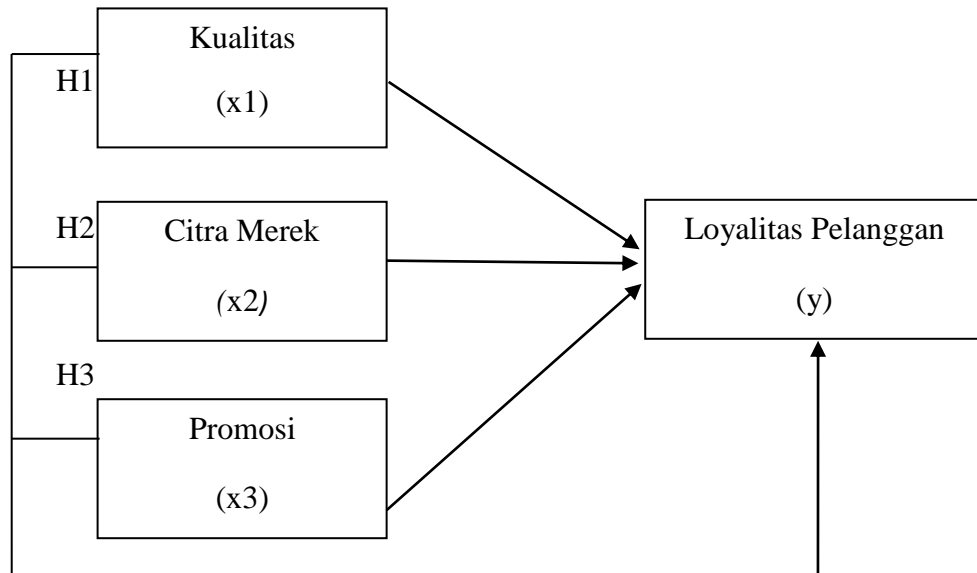 Kualitas
H1
(x1)
H2
Citra Merek
(x2)
Loyalitas Pelanggan
(y)
H3
Promosi
(x3)